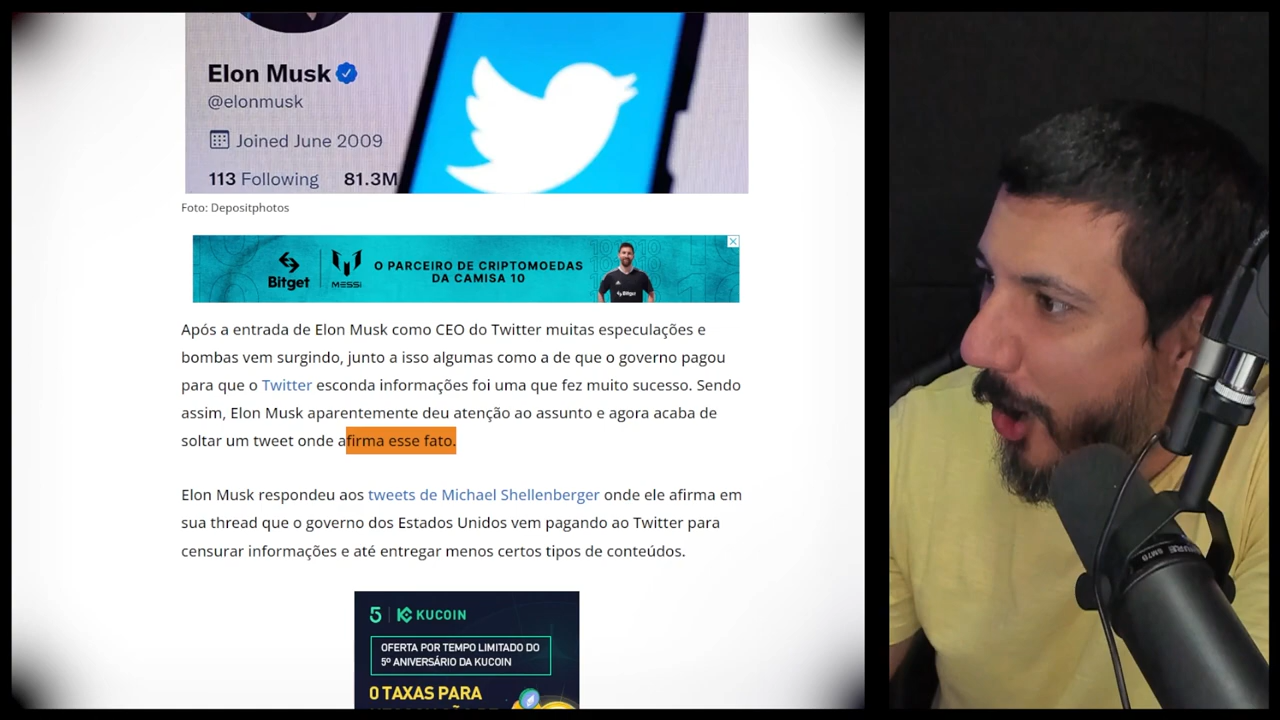 Elon Musk
@elonmusk
Joined June 2009
113 Following 81.3M
Foto: Depositphotos
Bitget MESSI O PARCEIRO DE CRIPTOMOEDAS
DA CAMISA 10
Após a entrada de Elon Musk como CEO do Twitter muitas especulações e
bombas vem surgindo, junto a isso algumas como a de que o governo pagou
para que o Twitter esconda informações foi uma que fez muito sucesso. Sendo
assim, Elon Musk aparentemente deu atenção ao assunto e agora acaba de
soltar um tweet onde afirma esse fato.
Elon Musk respondeu aos tweets de Michael Shellenberger onde ele afirma em
sua thread que o governo dos Estados Unidos vem pagando ao Twitter para
censurar informações e até entregar menos certos tipos de conteúdos.
5 KUCOIN
OFERTA POR TEMPO LIMITADO DO
5º ANIVERSÁRIO DA KUCOIN
0 TAXAS PARA